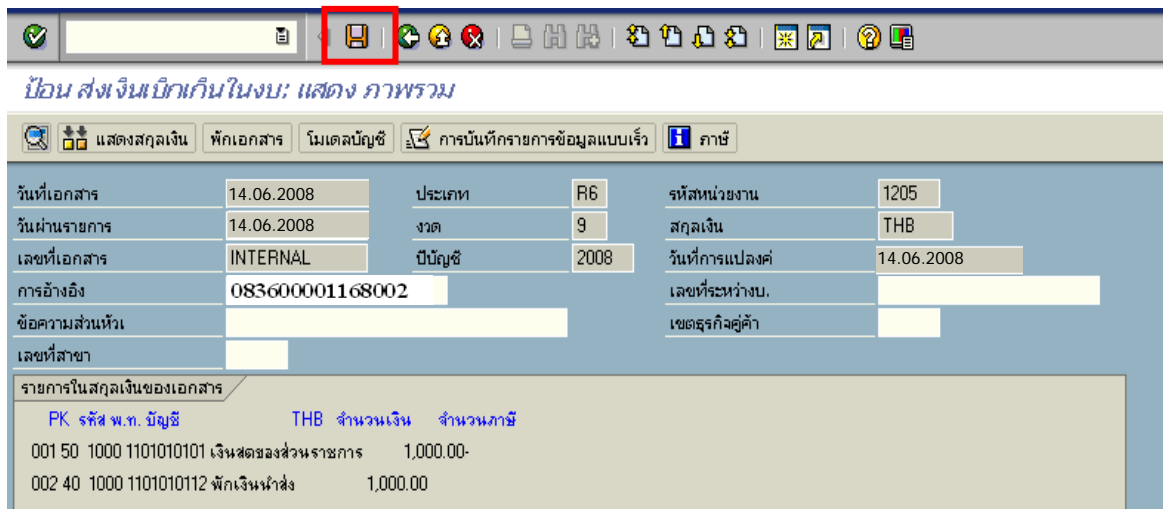 ป้อน ส่งเงินเบิกเกินในงบ: แสดง ภาพรวม
แสดงสกุลเงิน พักเอกสาร โมเดลบัญชี การบันทึกรายการข้อมูลแบบเร็ว ภาษี
วันที่เอกสาร 14.06.2008 ประเภท R6 รหัสหน่วยงาน 1205
วันผ่านรายการ 14.06.2008 งวด 9 สกุลเงิน THB
เลขที่เอกสาร INTERNAL ปีบัญชี 2008 วันที่การแปลงค่ 14.06.2008
การอ้างอิง 083600001168002 เลขที่ระหว่างบ.
ข้อความส่วนหัวเ เขตธุรกิจคู่ค้า
เลขที่สาขา
รายการในสกุลเงินของเอกสาร
PK รหัส พ.ท. บัญชี THB จำนวนเงิน จำนวนภาษี
001 50 1000 1101010101 เงินสดของส่วนราชการ 1,000.00-
002 40 1000 1101010112 พักเงินนำส่ง 1,000.00